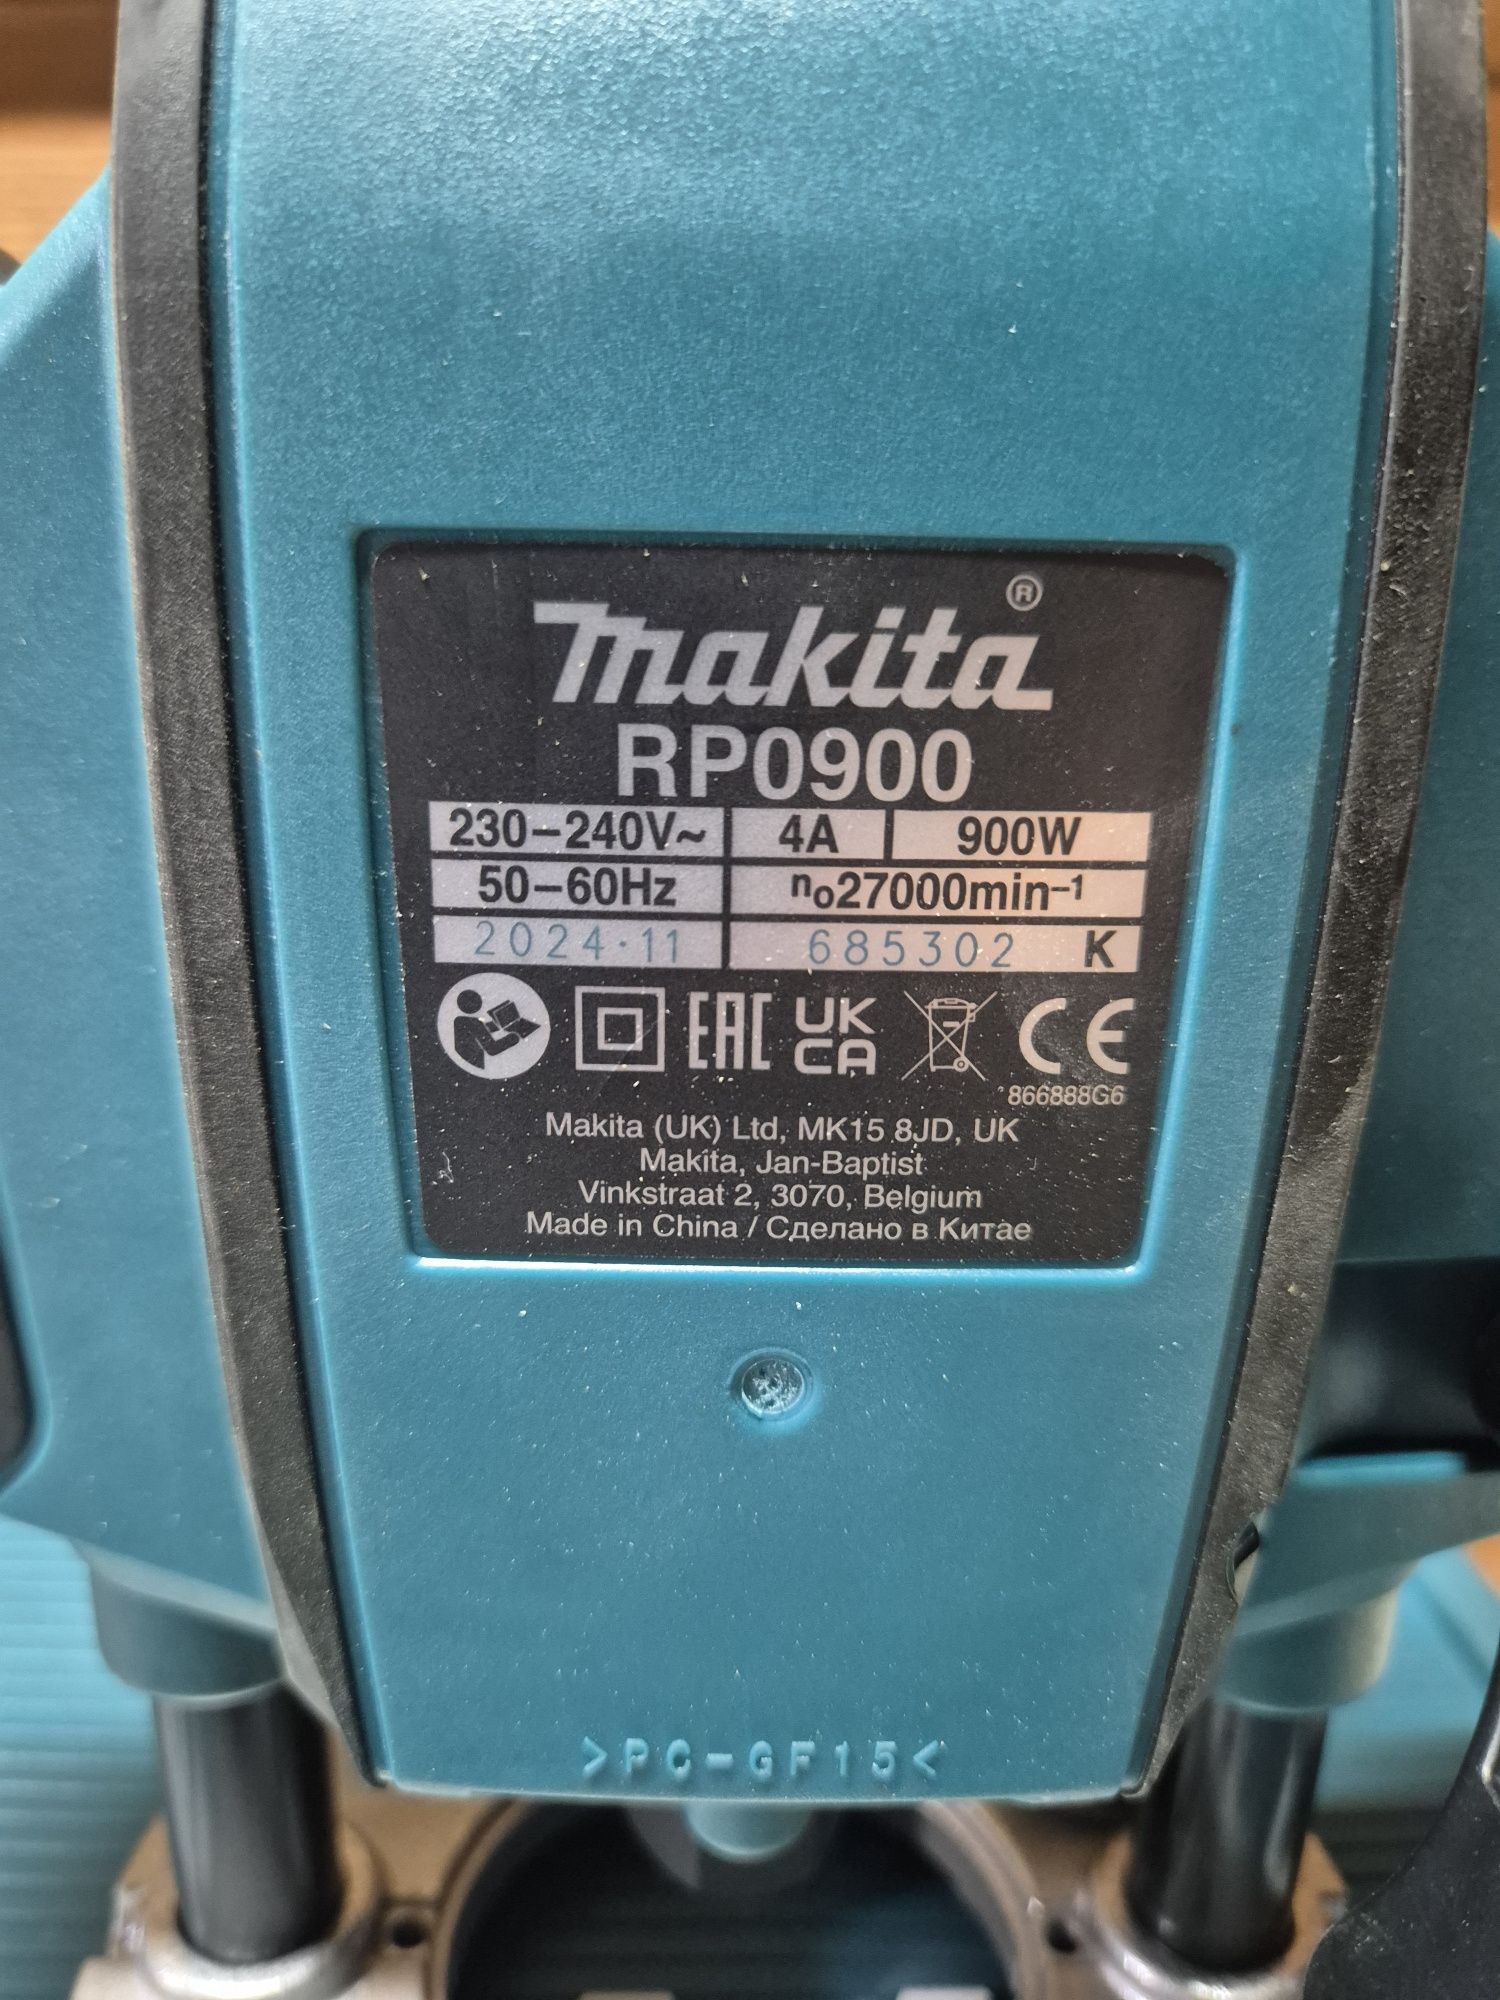 makita®
RP0900
230–240V~ 4A 900W
50–60Hz n₀27000min⁻¹
2024·11 685302 K
EAC UK CA CE
866888G6
Makita (UK) Ltd, MK15 8JD, UK
Makita, Jan-Baptist
Vinkstraat 2, 3070, Belgium
Made in China / Сделано в Китае
>PC-GF15<